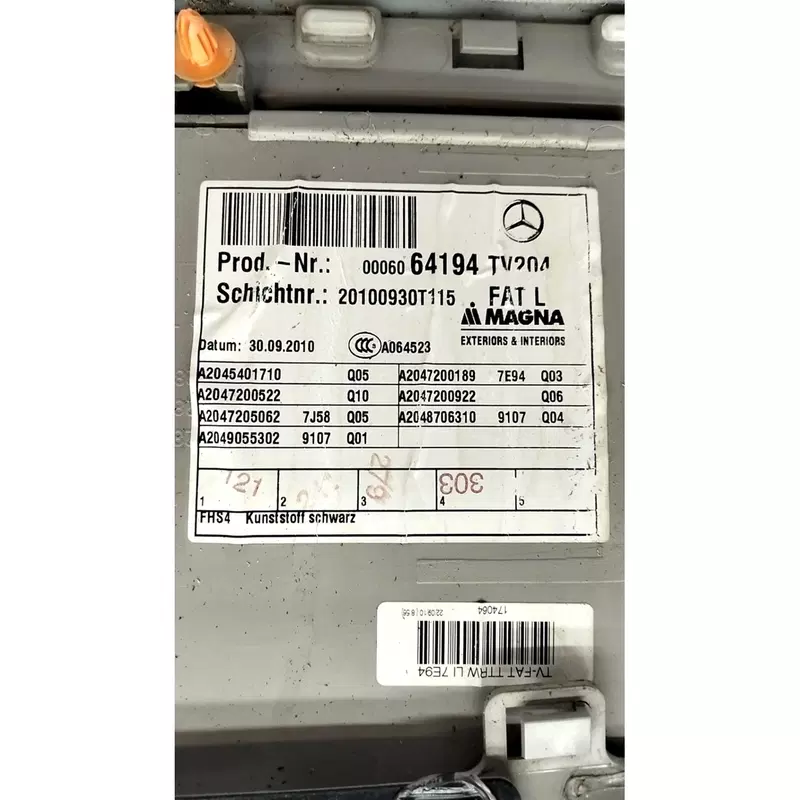 Prod.-Nr.: 00060 64194 TV204
Schichtnr.: 20100930T115 FAT L
MAGNA
EXTERIORS & INTERIORS
Datum: 30.09.2010 CCC A064523
A2045401710 Q05 A2047200189 7E94 Q03
A2047200522 Q10 A2047200922 Q06
A2047205062 7J58 Q05 A2048706310 9107 Q04
A2049055302 9107 Q01
121 279 303
1 2 3 4 5
FHS4 Kunststoff schwarz
TV-FAT TTRW LI 7E94
174064